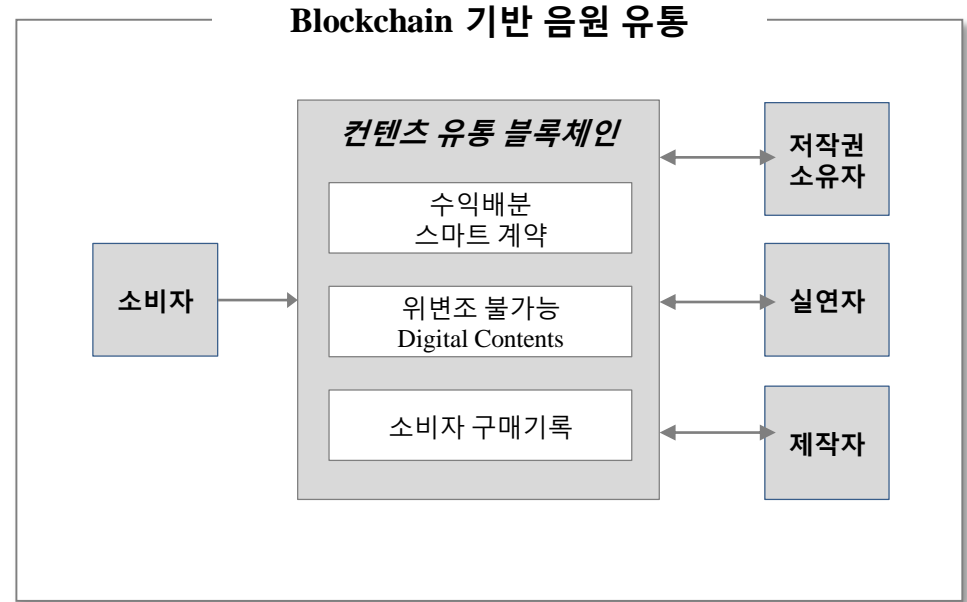 Blockchain 기반 음원 유통
컨텐츠 유통 블록체인
수익배분
스마트 계약
위변조 불가능
Digital Contents
소비자 구매기록
소비자
저작권
소유자
실연자
제작자